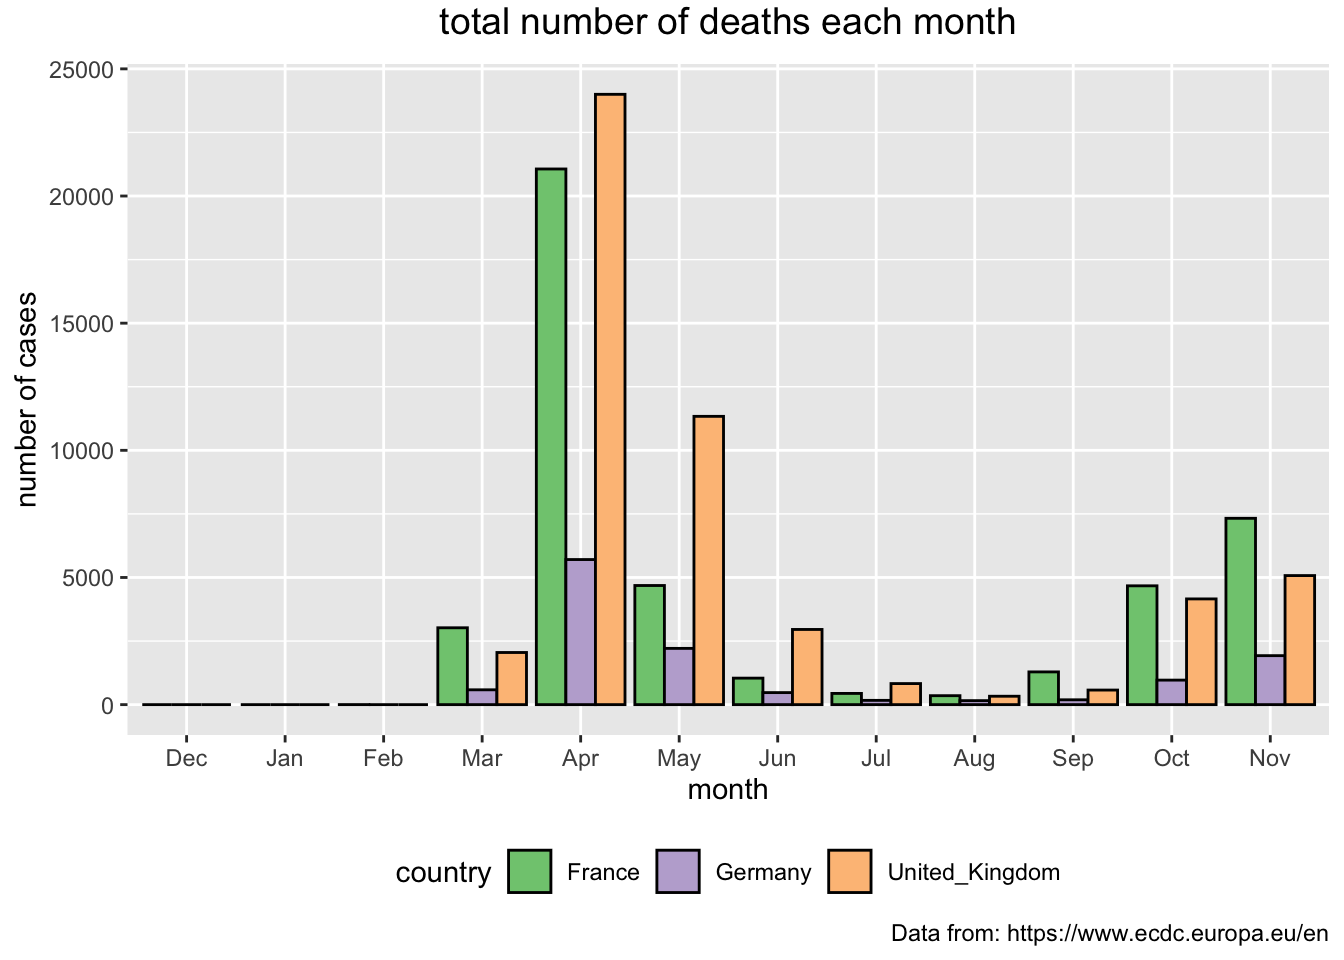 total number of deaths each month
25000
20000
15000
10000
5000
0
number of cases
Dec Jan Feb Mar Apr May Jun Jul Aug Sep Oct Nov
month
country France Germany United_Kingdom
Data from: https://www.ecdc.europa.eu/en